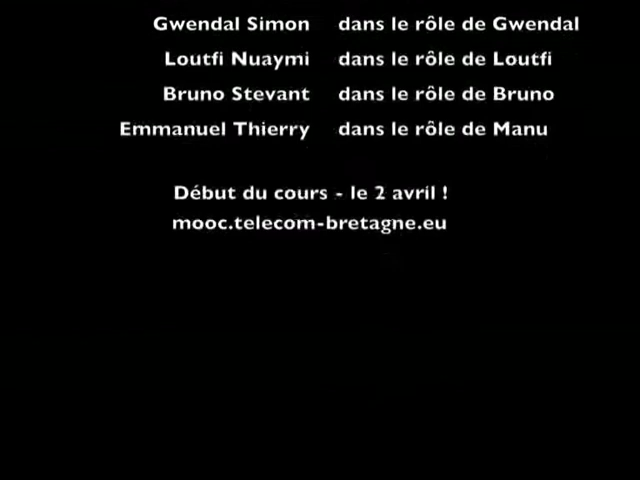 Gwendal Simon dans le rôle de Gwendal
Loutfi Nuaymi dans le rôle de Loutfi
Bruno Stevant dans le rôle de Bruno
Emmanuel Thierry dans le rôle de Manu
Début du cours - le 2 avril !
mooc.telecom-bretagne.eu